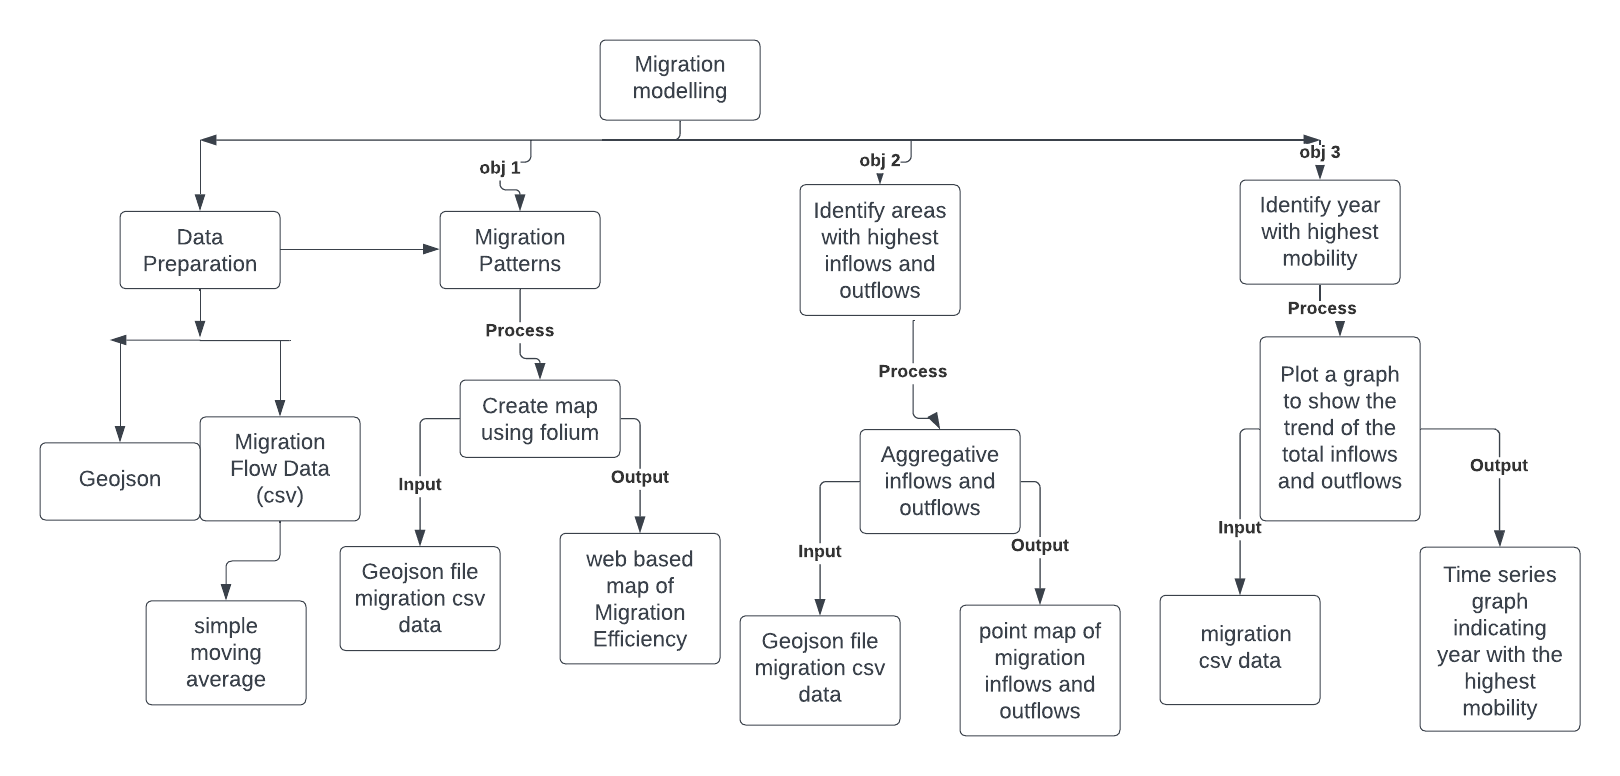 Migration
modelling
obj 1
obj 2
obj 3
Data
Preparation
Migration
Patterns
Identify areas
with highest
inflows and
outflows
Identify year
with highest
mobility
Process
Process
Process
Geojson
Migration
Flow Data
(csv)
simple
moving
average
Create map
using folium
Input
Output
Geojson file
migration csv
data
web based
map of
Migration
Efficiency
Aggregative
inflows and
outflows
Input
Output
Geojson file
migration csv
data
point map of
migration
inflows and
outflows
Plot a graph
to show the
trend of the
total inflows
and outflows
Input
Output
migration
csv data
Time series
graph
indicating
year with the
highest
mobility